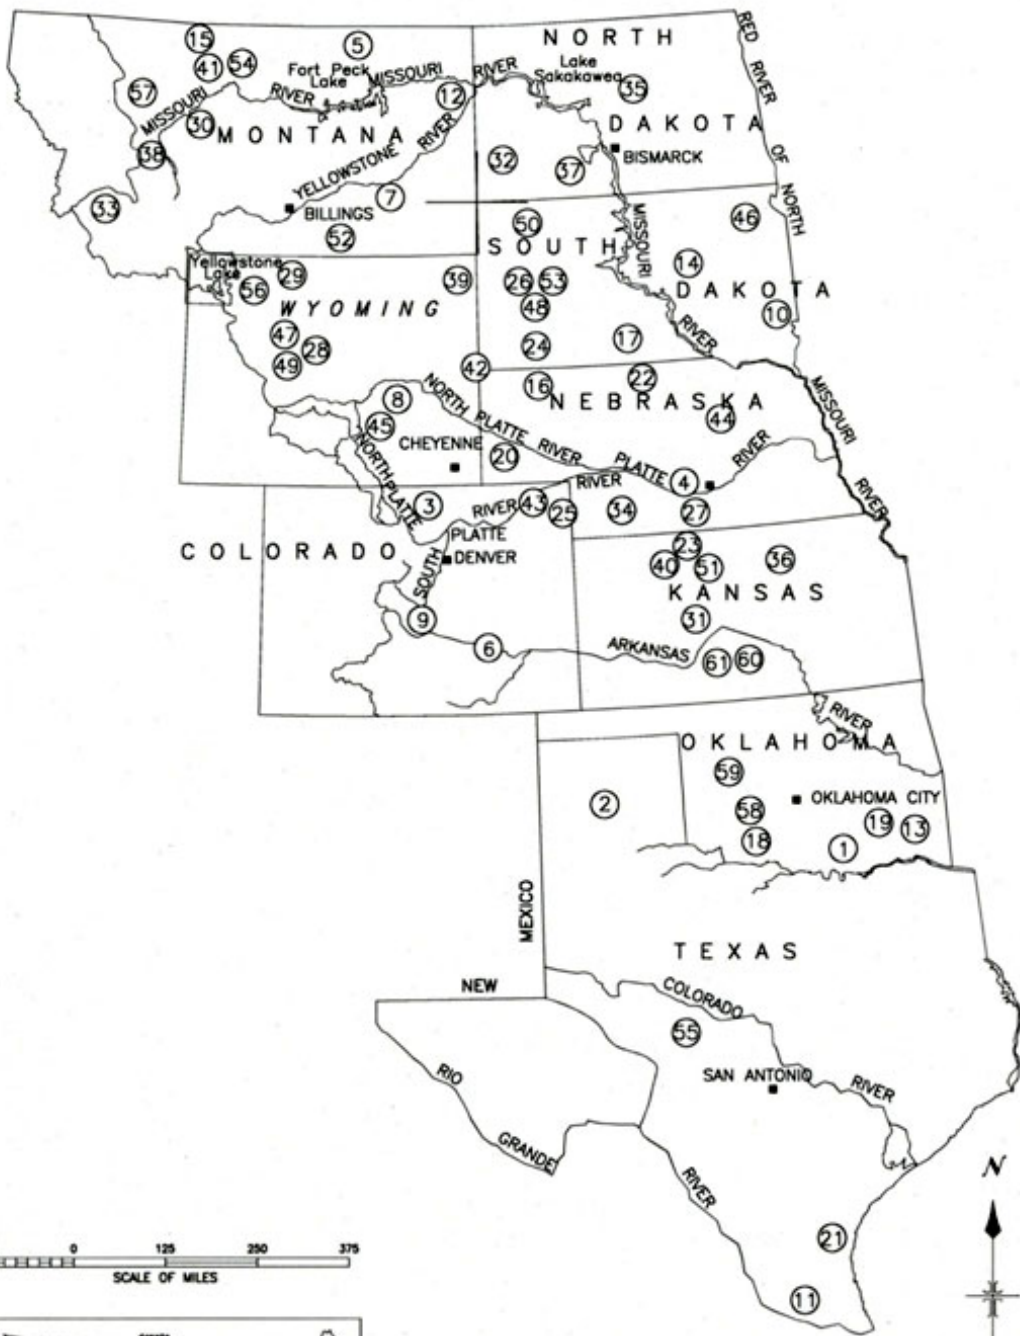 NORTH
RED RIVER OF NORTH
15
5
41
54
Fort Peck
Lake
MISSOURI
RIVER
Lake
Sakakawea
35
57
12
MISSOURI
RIVER
30
MONTANA
DAKOTA
BISMARCK
38
32
37
YELLOWSTONE
RIVER
7
33
BILLINGS
52
50
SOUTH
MISSOURI
46
14
Yellowstone
Lake
29
56
39
26
53
DAKOTA
WYOMING
48
10
47
28
24
17
RIVER
49
42
16
22
8
NORTH PLATTE RIVER
NEBRASKA
MISSOURI
RIVER
45
44
CHEYENNE
20
PLATTE
RIVER
4
NORTH
PLATTE
3
RIVER
43
RIVER
25
34
27
PLATTE
COLORADO
DENVER
SOUTH
23
40
51
36
KANSAS
9
31
6
ARKANSAS
61
60
RIVER
OKLAHOMA
59
2
OKLAHOMA CITY
58
19
13
18
1
MEXICO
TEXAS
NEW
COLORADO
55
SAN ANTONIO
RIVER
RIO
GRANDE
RIVER
N
21
11
0 125 250 375
SCALE OF MILES